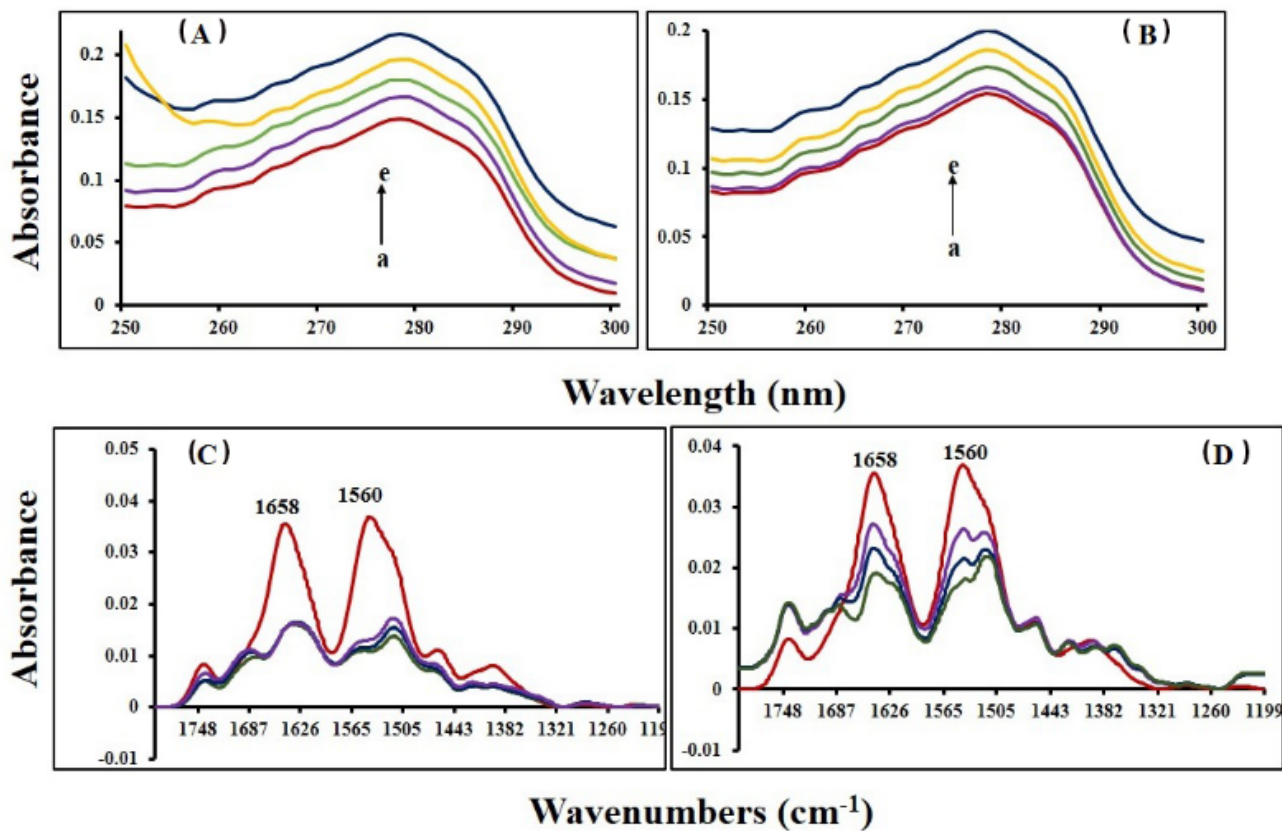 (A)
(B)
0.2
0.15
0.1
0.05
0
e
a
250 260 270 280 290 300
0.2
0.15
0.1
0.05
0
e
a
250 260 270 280 290 300
Absorbance
Wavelength (nm)
(C)
(D)
0.05
0.04
0.03
0.02
0.01
0
-0.01
1658 1560
1748 1687 1626 1565 1505 1443 1382 1321 1260 119
0.04
0.03
0.02
0.01
0
-0.01
1658 1560
1748 1687 1626 1565 1505 1443 1382 1321 1260 1199
Absorbance
Wavenumbers (cm-1)